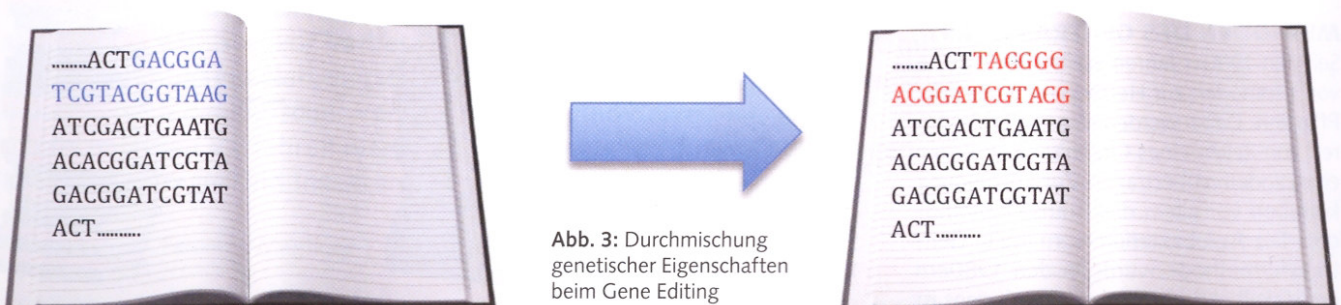 ........ACTGACGGA
TCGTACGGTAAG
ATCGACTGAATG
ACACGGATCGTA
GACGGATCGTAT
ACT..........
Abb. 3: Durchmischung
genetischer Eigenschaften
beim Gene Editing
........ACTTACGGG
ACGGATCGTACG
ATCGACTGAATG
ACACGGATCGTA
GACGGATCGTAT
ACT..........